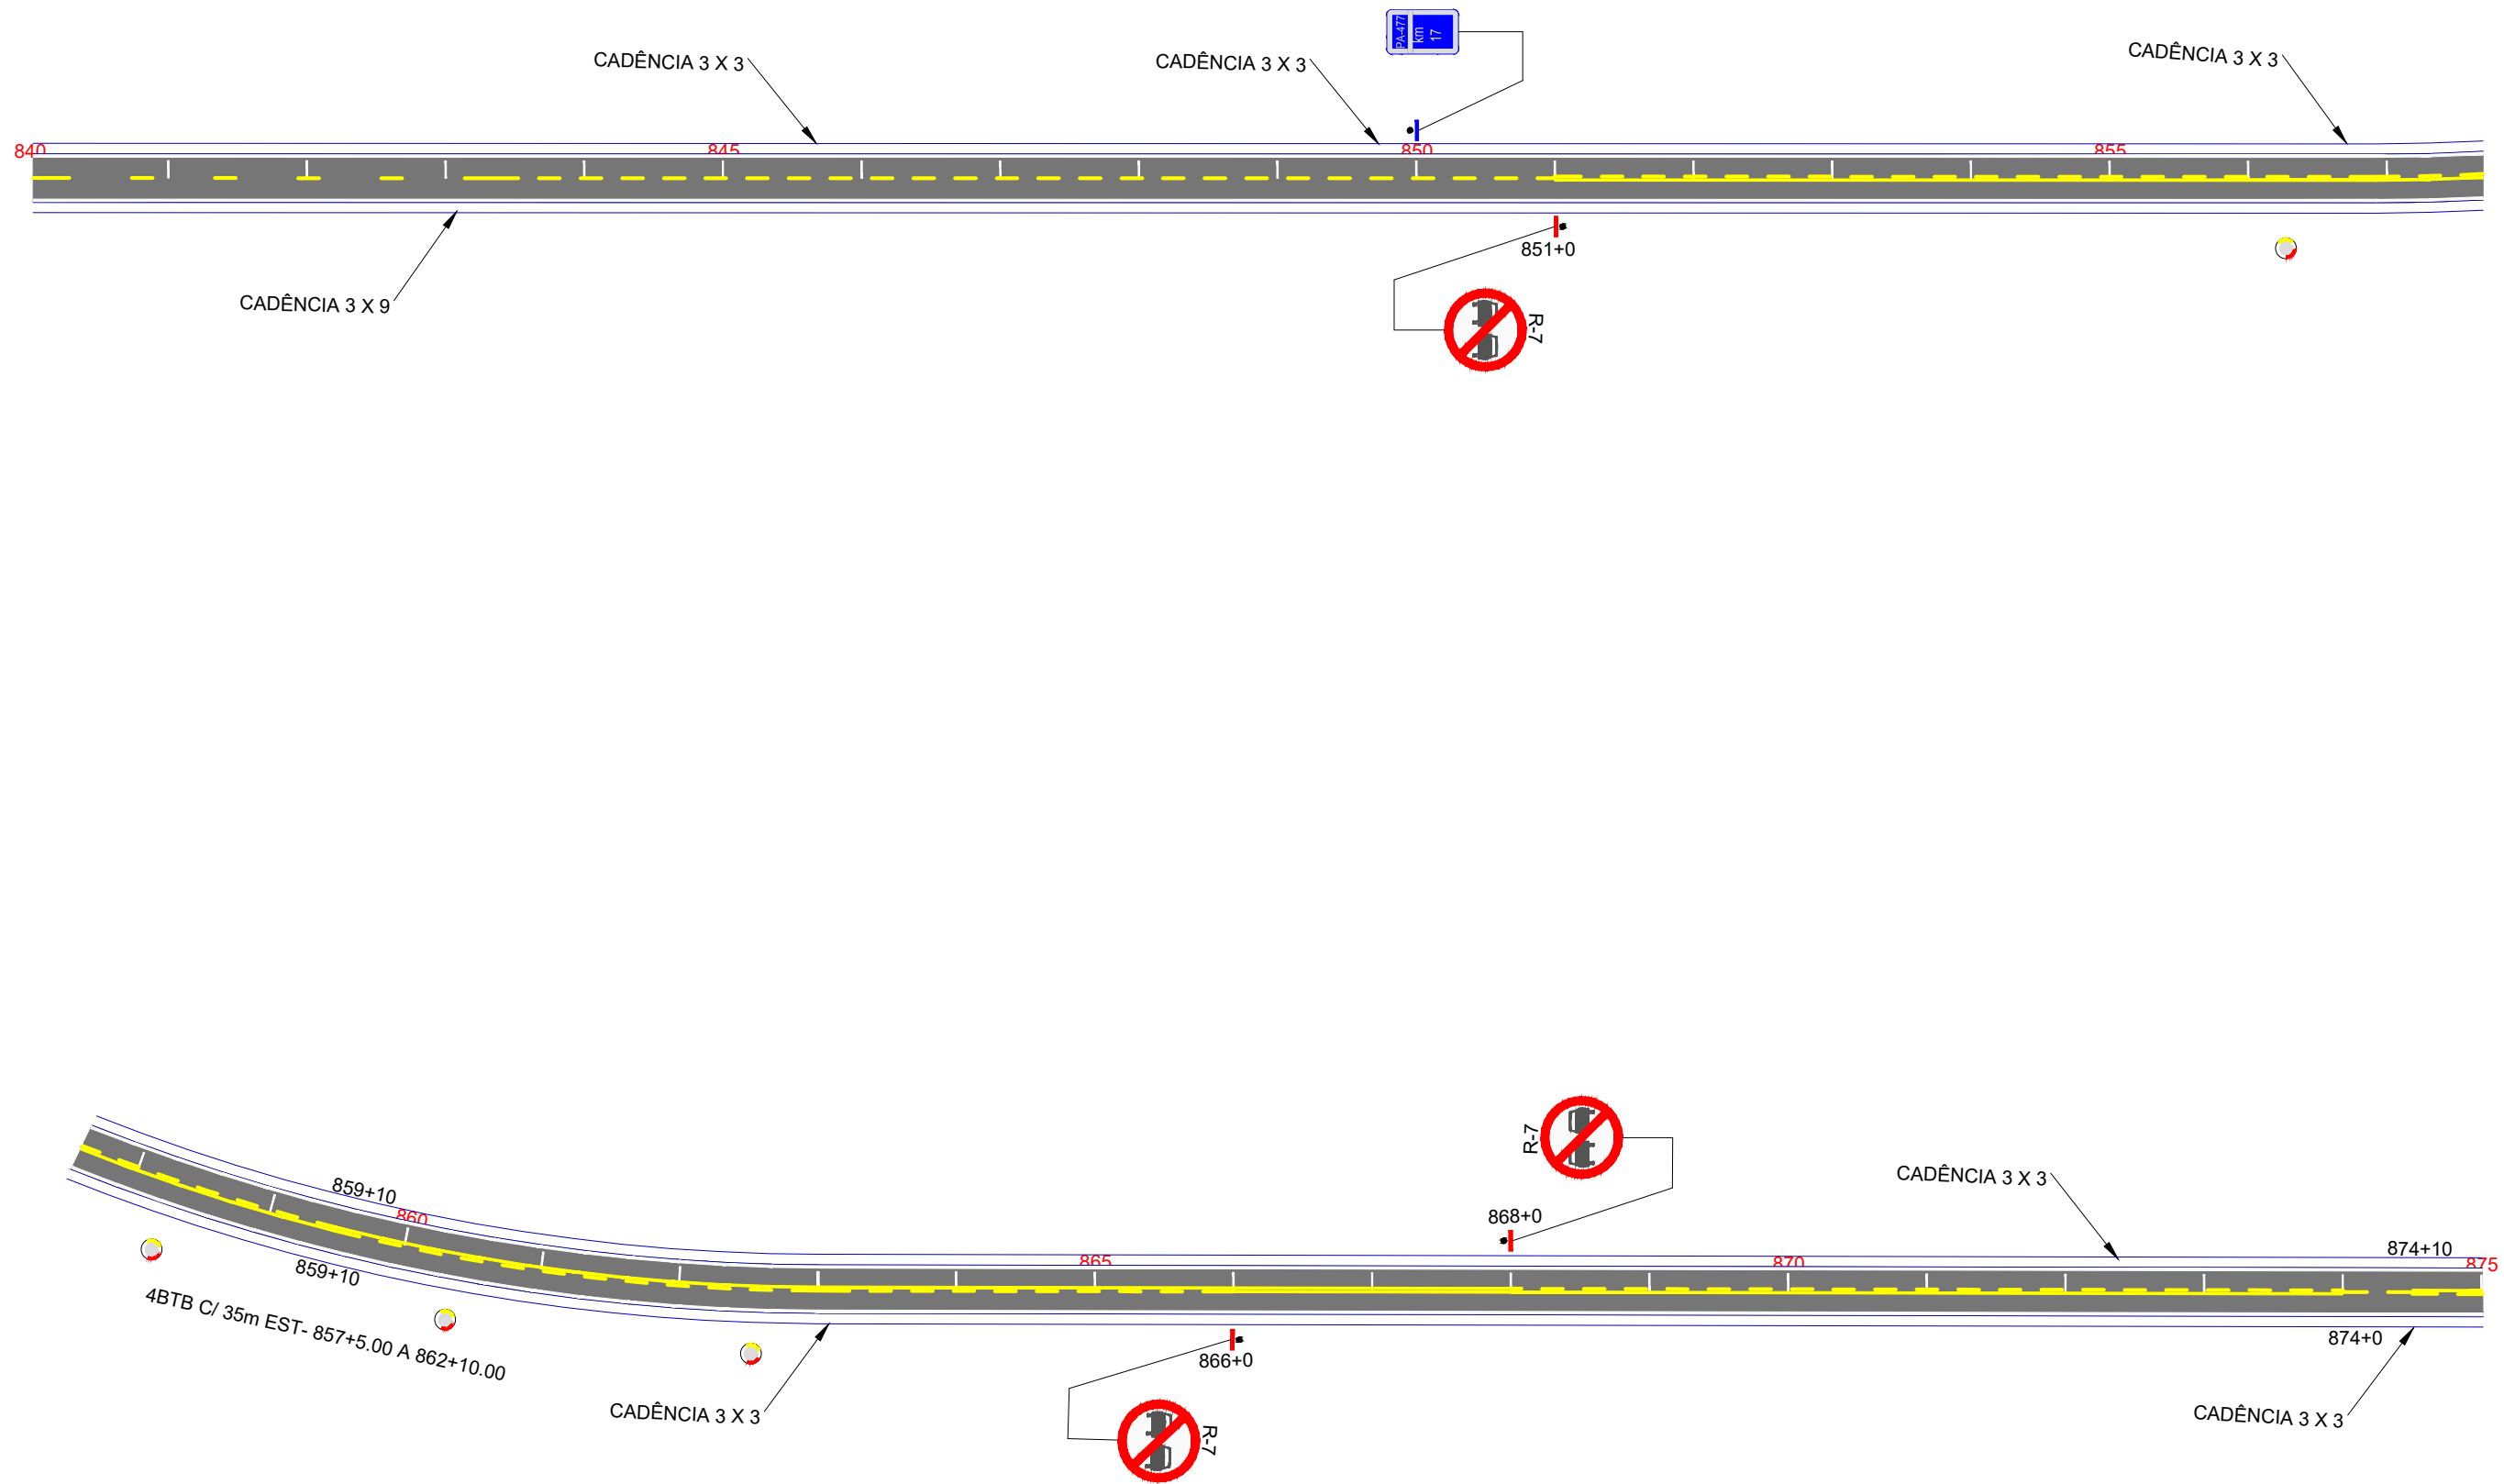 PA-477
km
17
CADÊNCIA 3 X 3
CADÊNCIA 3 X 3
CADÊNCIA 3 X 3
840
845
850
855
851+0
CADÊNCIA 3 X 9
R-7
R-7
868+0
CADÊNCIA 3 X 3
859+10
860
865
870
874+10
875
859+10
4BTB C/ 35m EST- 857+5.00 A 862+10.00
866+0
874+0
CADÊNCIA 3 X 3
CADÊNCIA 3 X 3
R-7